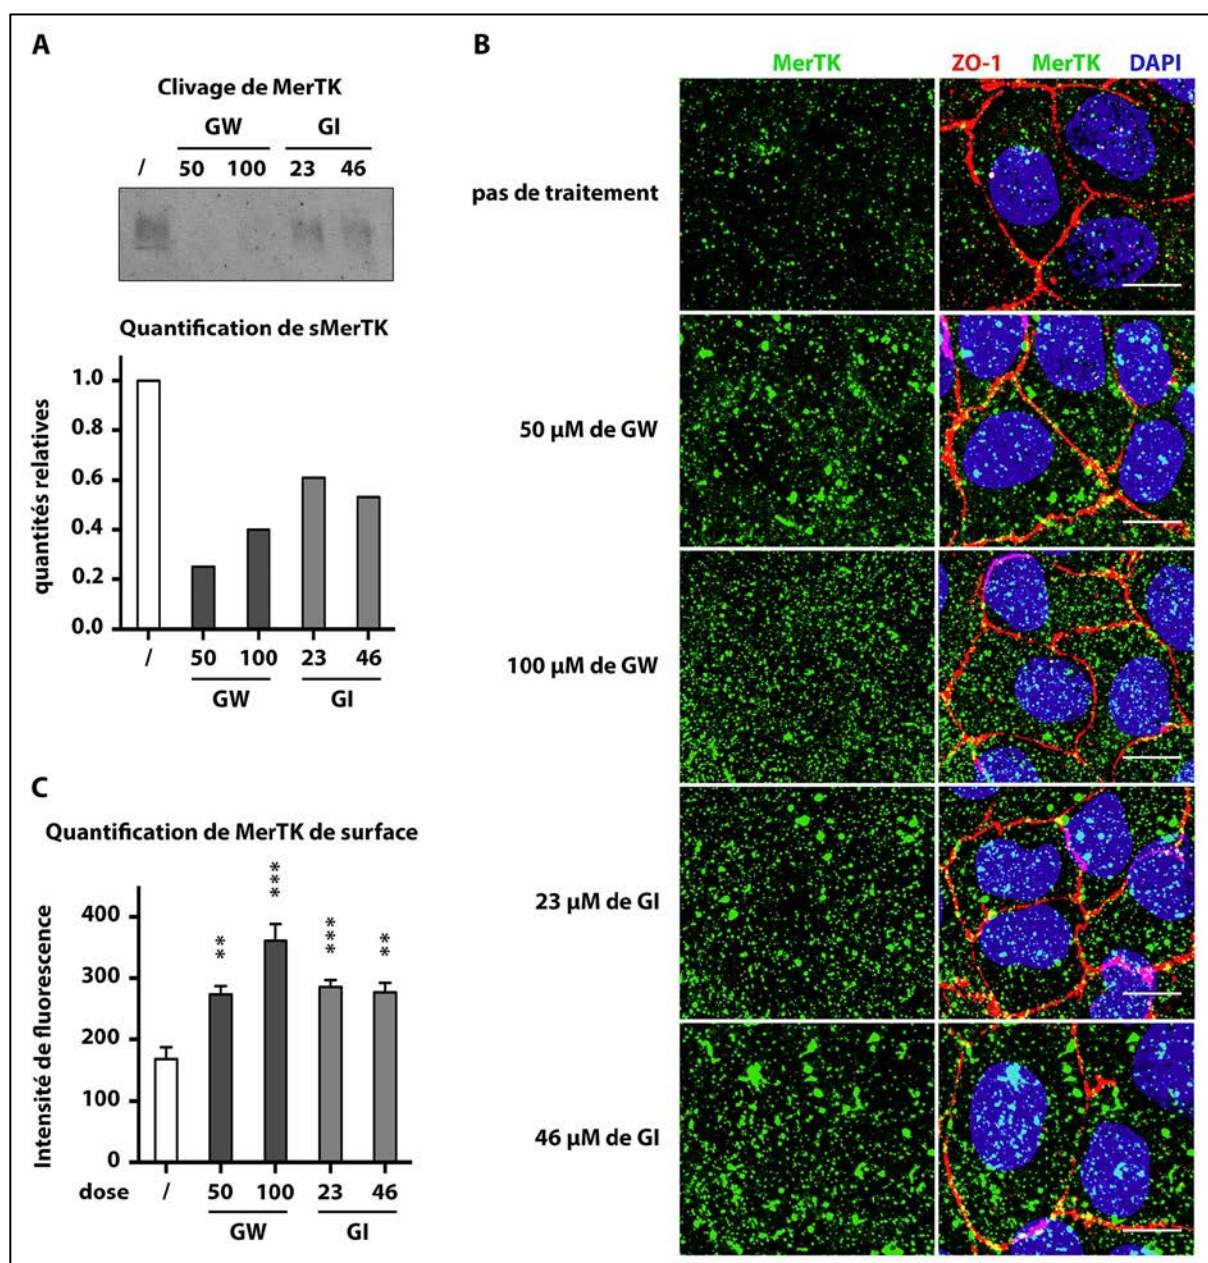 A
Clivage de MerTK
GW GI
/ 50 100 23 46
Quantification de sMerTK
quantités relatives
1.0
0.8
0.6
0.4
0.2
0.0
/ 50 100 23 46
GW GI
B
MerTK ZO-1 MerTK DAPI
pas de traitement
50 µM de GW
100 µM de GW
23 µM de GI
46 µM de GI
C
Quantification de MerTK de surface
Intensité de fluorescence
400
300
200
100
0
** *** *** **
dose / 50 100 23 46
GW GI